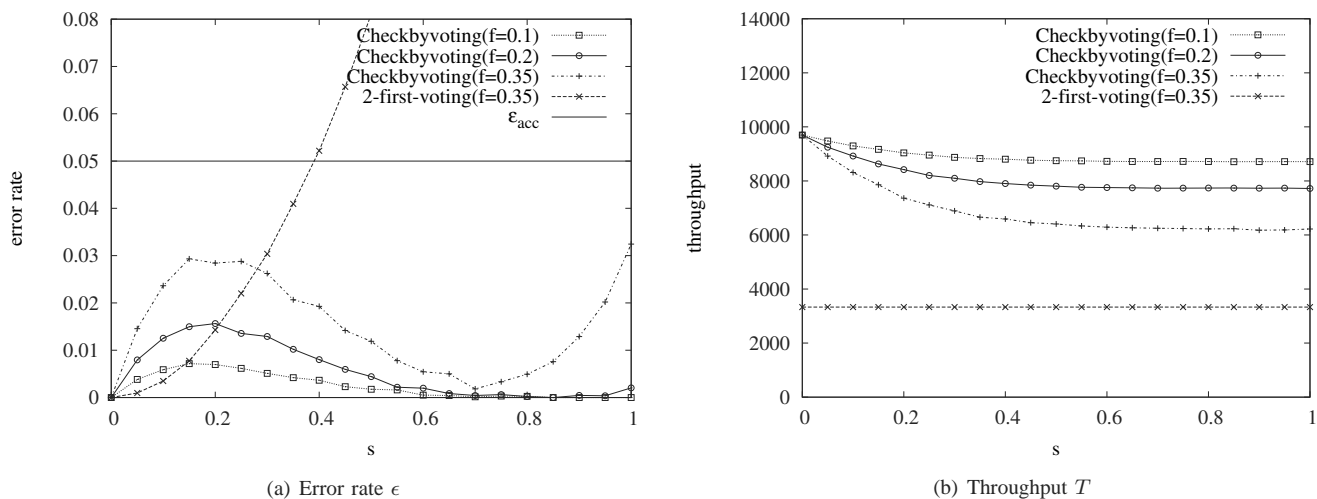 0.08
0.07
0.06
0.05
0.04
0.03
0.02
0.01
0
error rate
Checkbyvoting(f=0.1)
Checkbyvoting(f=0.2)
Checkbyvoting(f=0.35)
2-first-voting(f=0.35)
ε_acc
0 0.2 0.4 0.6 0.8 1
s
(a) Error rate ϵ
14000
12000
10000
8000
6000
4000
2000
0
throughput
Checkbyvoting(f=0.1)
Checkbyvoting(f=0.2)
Checkbyvoting(f=0.35)
2-first-voting(f=0.35)
0 0.2 0.4 0.6 0.8 1
s
(b) Throughput T